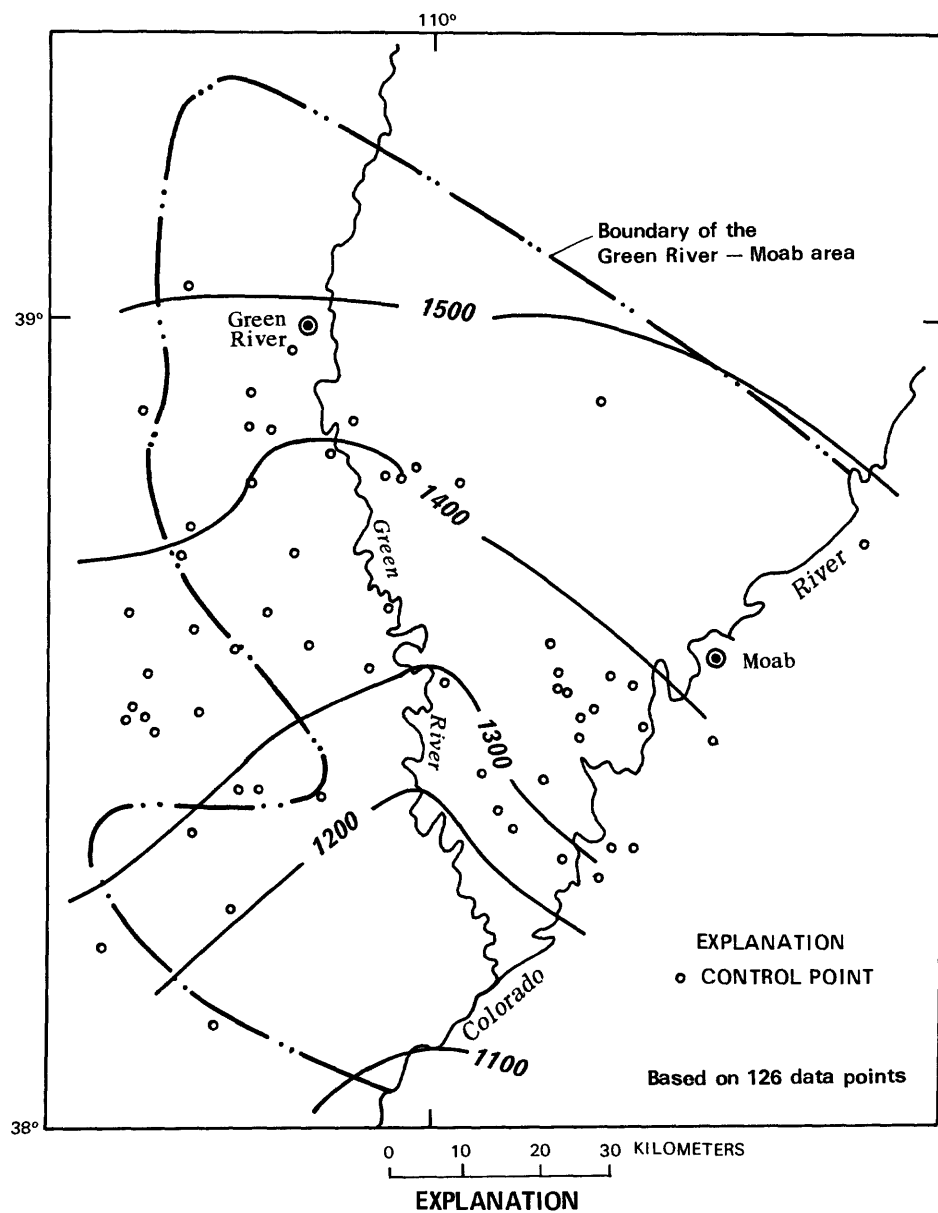 110°
Boundary of the
Green River — Moab area
1500
39°
Green
River
1400
Green
River
Moab
River
1300
1200
EXPLANATION
CONTROL POINT
Colorado
1100
Based on 126 data points
38°
0 10 20 30 KILOMETERS
EXPLANATION